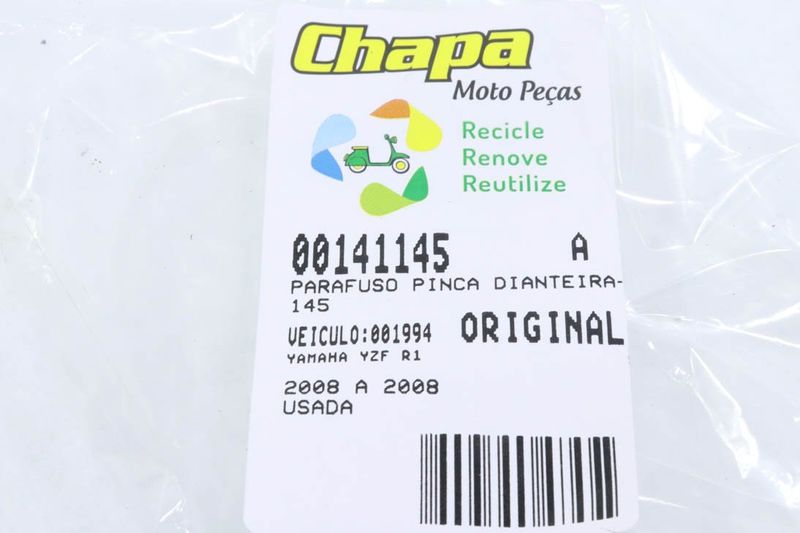 Chapa
Moto Peças
Recicle
Renove
Reutilize
00141145 A
PARAFUSO PINCA DIANTEIRA-
145
VEICULO:001994 ORIGINAL
YAMAHA YZF R1
2008 A 2008
USADA